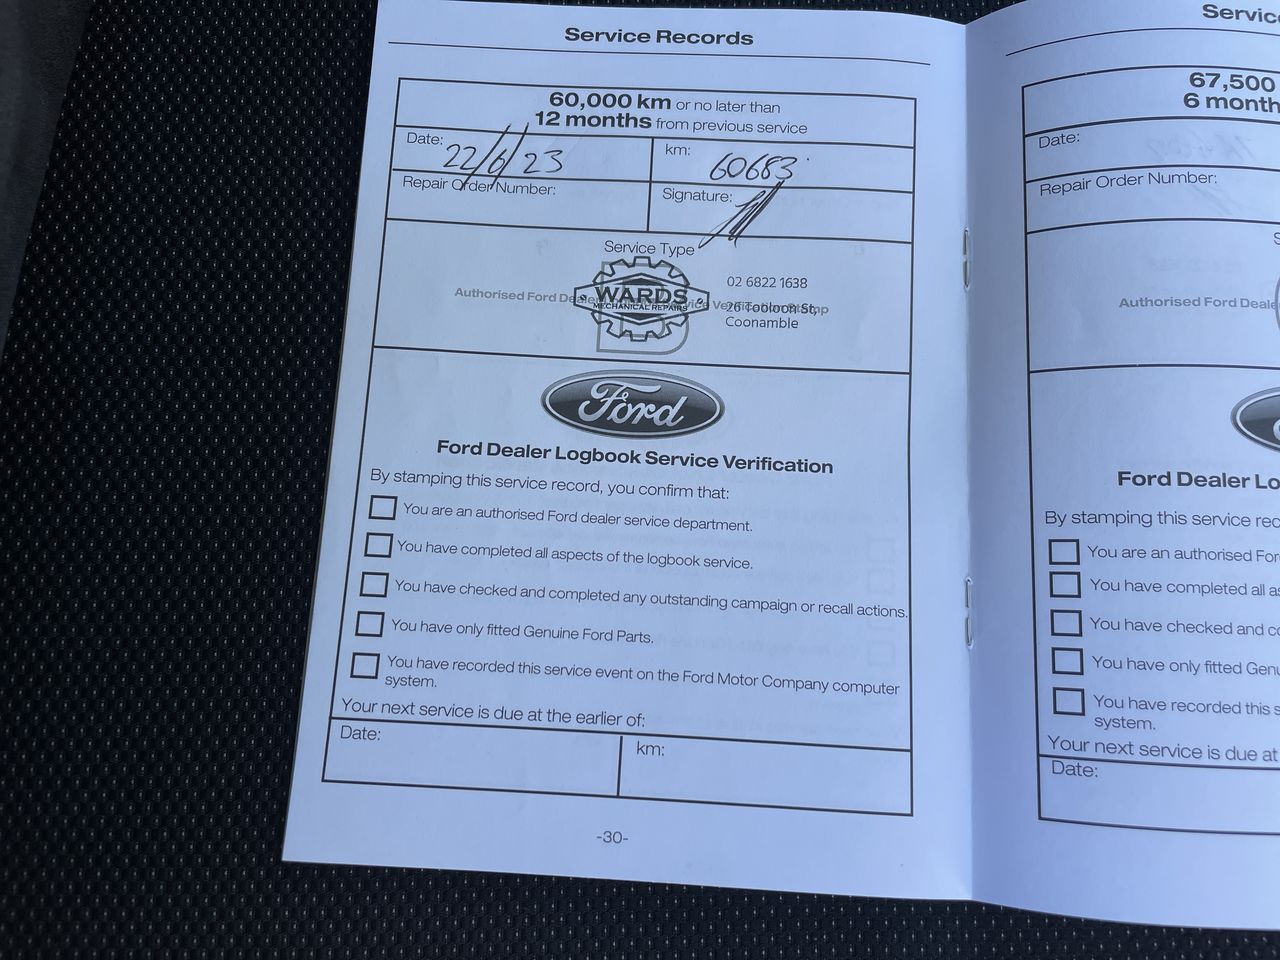 Service Records
60,000 km or no later than
12 months from previous service
Date: 22/6/23
km: 60683
Repair Order Number:
Signature:
Service Type
Authorised Ford Dealer Service Verification Stamp
WARDS
MECHANICAL REPAIRS
02 6822 1638
26 Tooloon St,
Coonamble
Ford
Ford Dealer Logbook Service Verification
By stamping this service record, you confirm that:
You are an authorised Ford dealer service department.
You have completed all aspects of the logbook service.
You have checked and completed any outstanding campaign or recall actions.
You have only fitted Genuine Ford Parts.
You have recorded this service event on the Ford Motor Company computer
system.
Your next service is due at the earlier of:
Date:
km:
-30-
Servic
67,500
6 month
Date:
Repair Order Number:
S
Authorised Ford Deale
Ford Dealer Lo
By stamping this service rec
You are an authorised For
You have completed all as
You have checked and co
You have only fitted Genu
You have recorded this s
system.
Your next service is due at
Date: